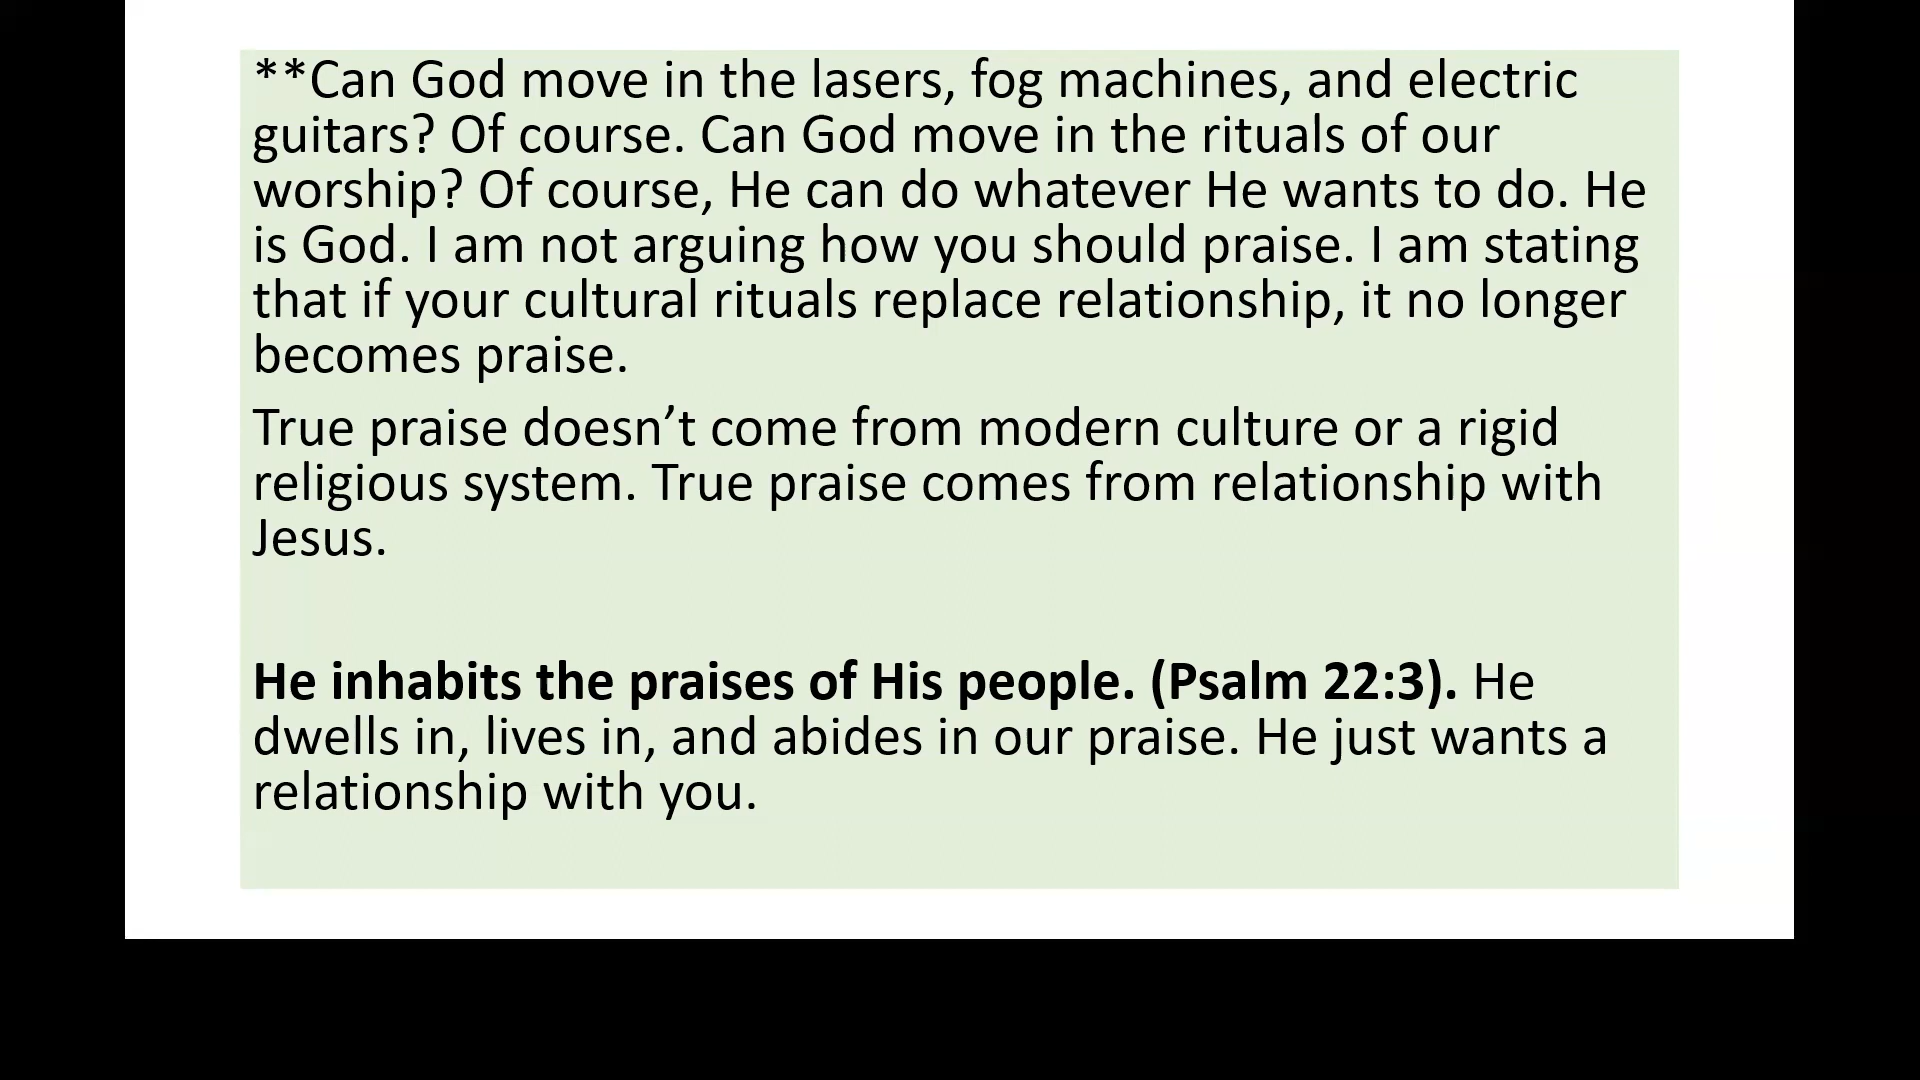 **Can God move in the lasers, fog machines, and electric
guitars? Of course. Can God move in the rituals of our
worship? Of course, He can do whatever He wants to do. He
is God. I am not arguing how you should praise. I am stating
that if your cultural rituals replace relationship, it no longer
becomes praise.
True praise doesn’t come from modern culture or a rigid
religious system. True praise comes from relationship with
Jesus.
He inhabits the praises of His people. (Psalm 22:3). He
dwells in, lives in, and abides in our praise. He just wants a
relationship with you.